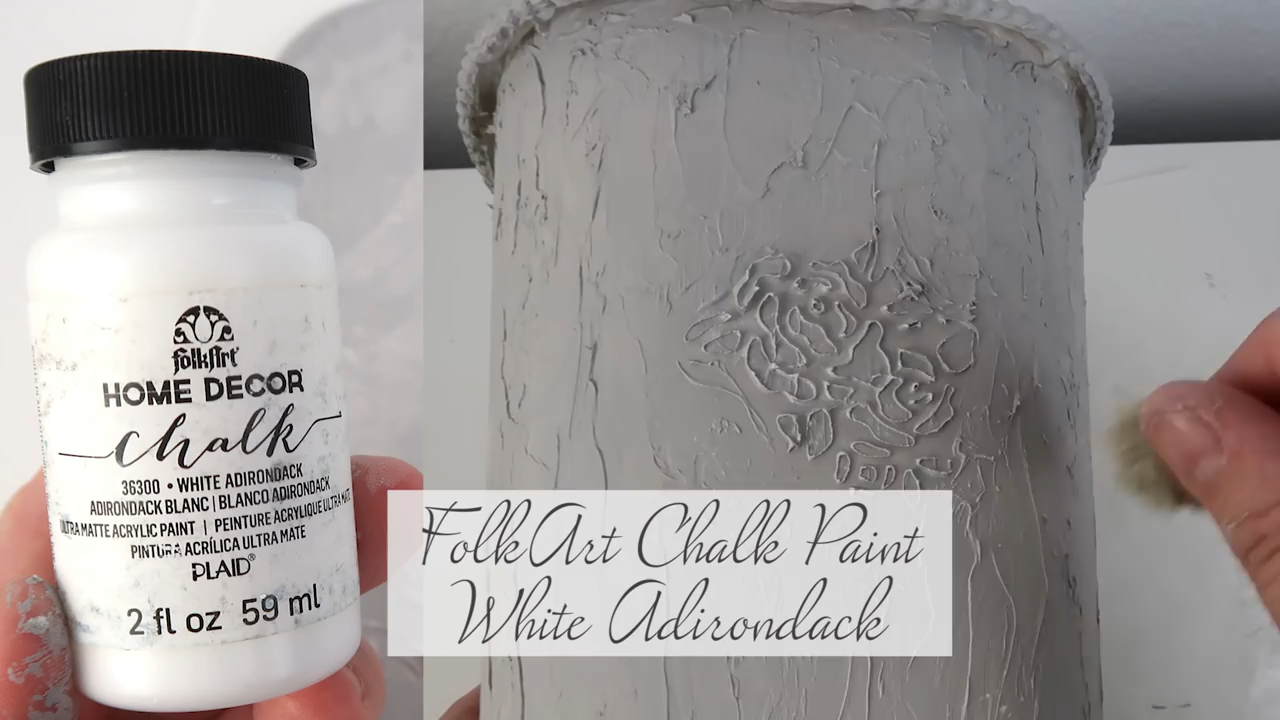 folkArt
HOME DECOR
chalk
36300 • WHITE ADIRONDACK
ADIRONDACK BLANC | BLANCO ADIRONDACK
ULTRA MATTE ACRYLIC PAINT | PEINTURE ACRYLIQUE ULTRA MATE
PINTURA ACRÍLICA ULTRA MATE
PLAID®
2 fl oz 59 ml
FolkArt Chalk Paint
White Adirondack